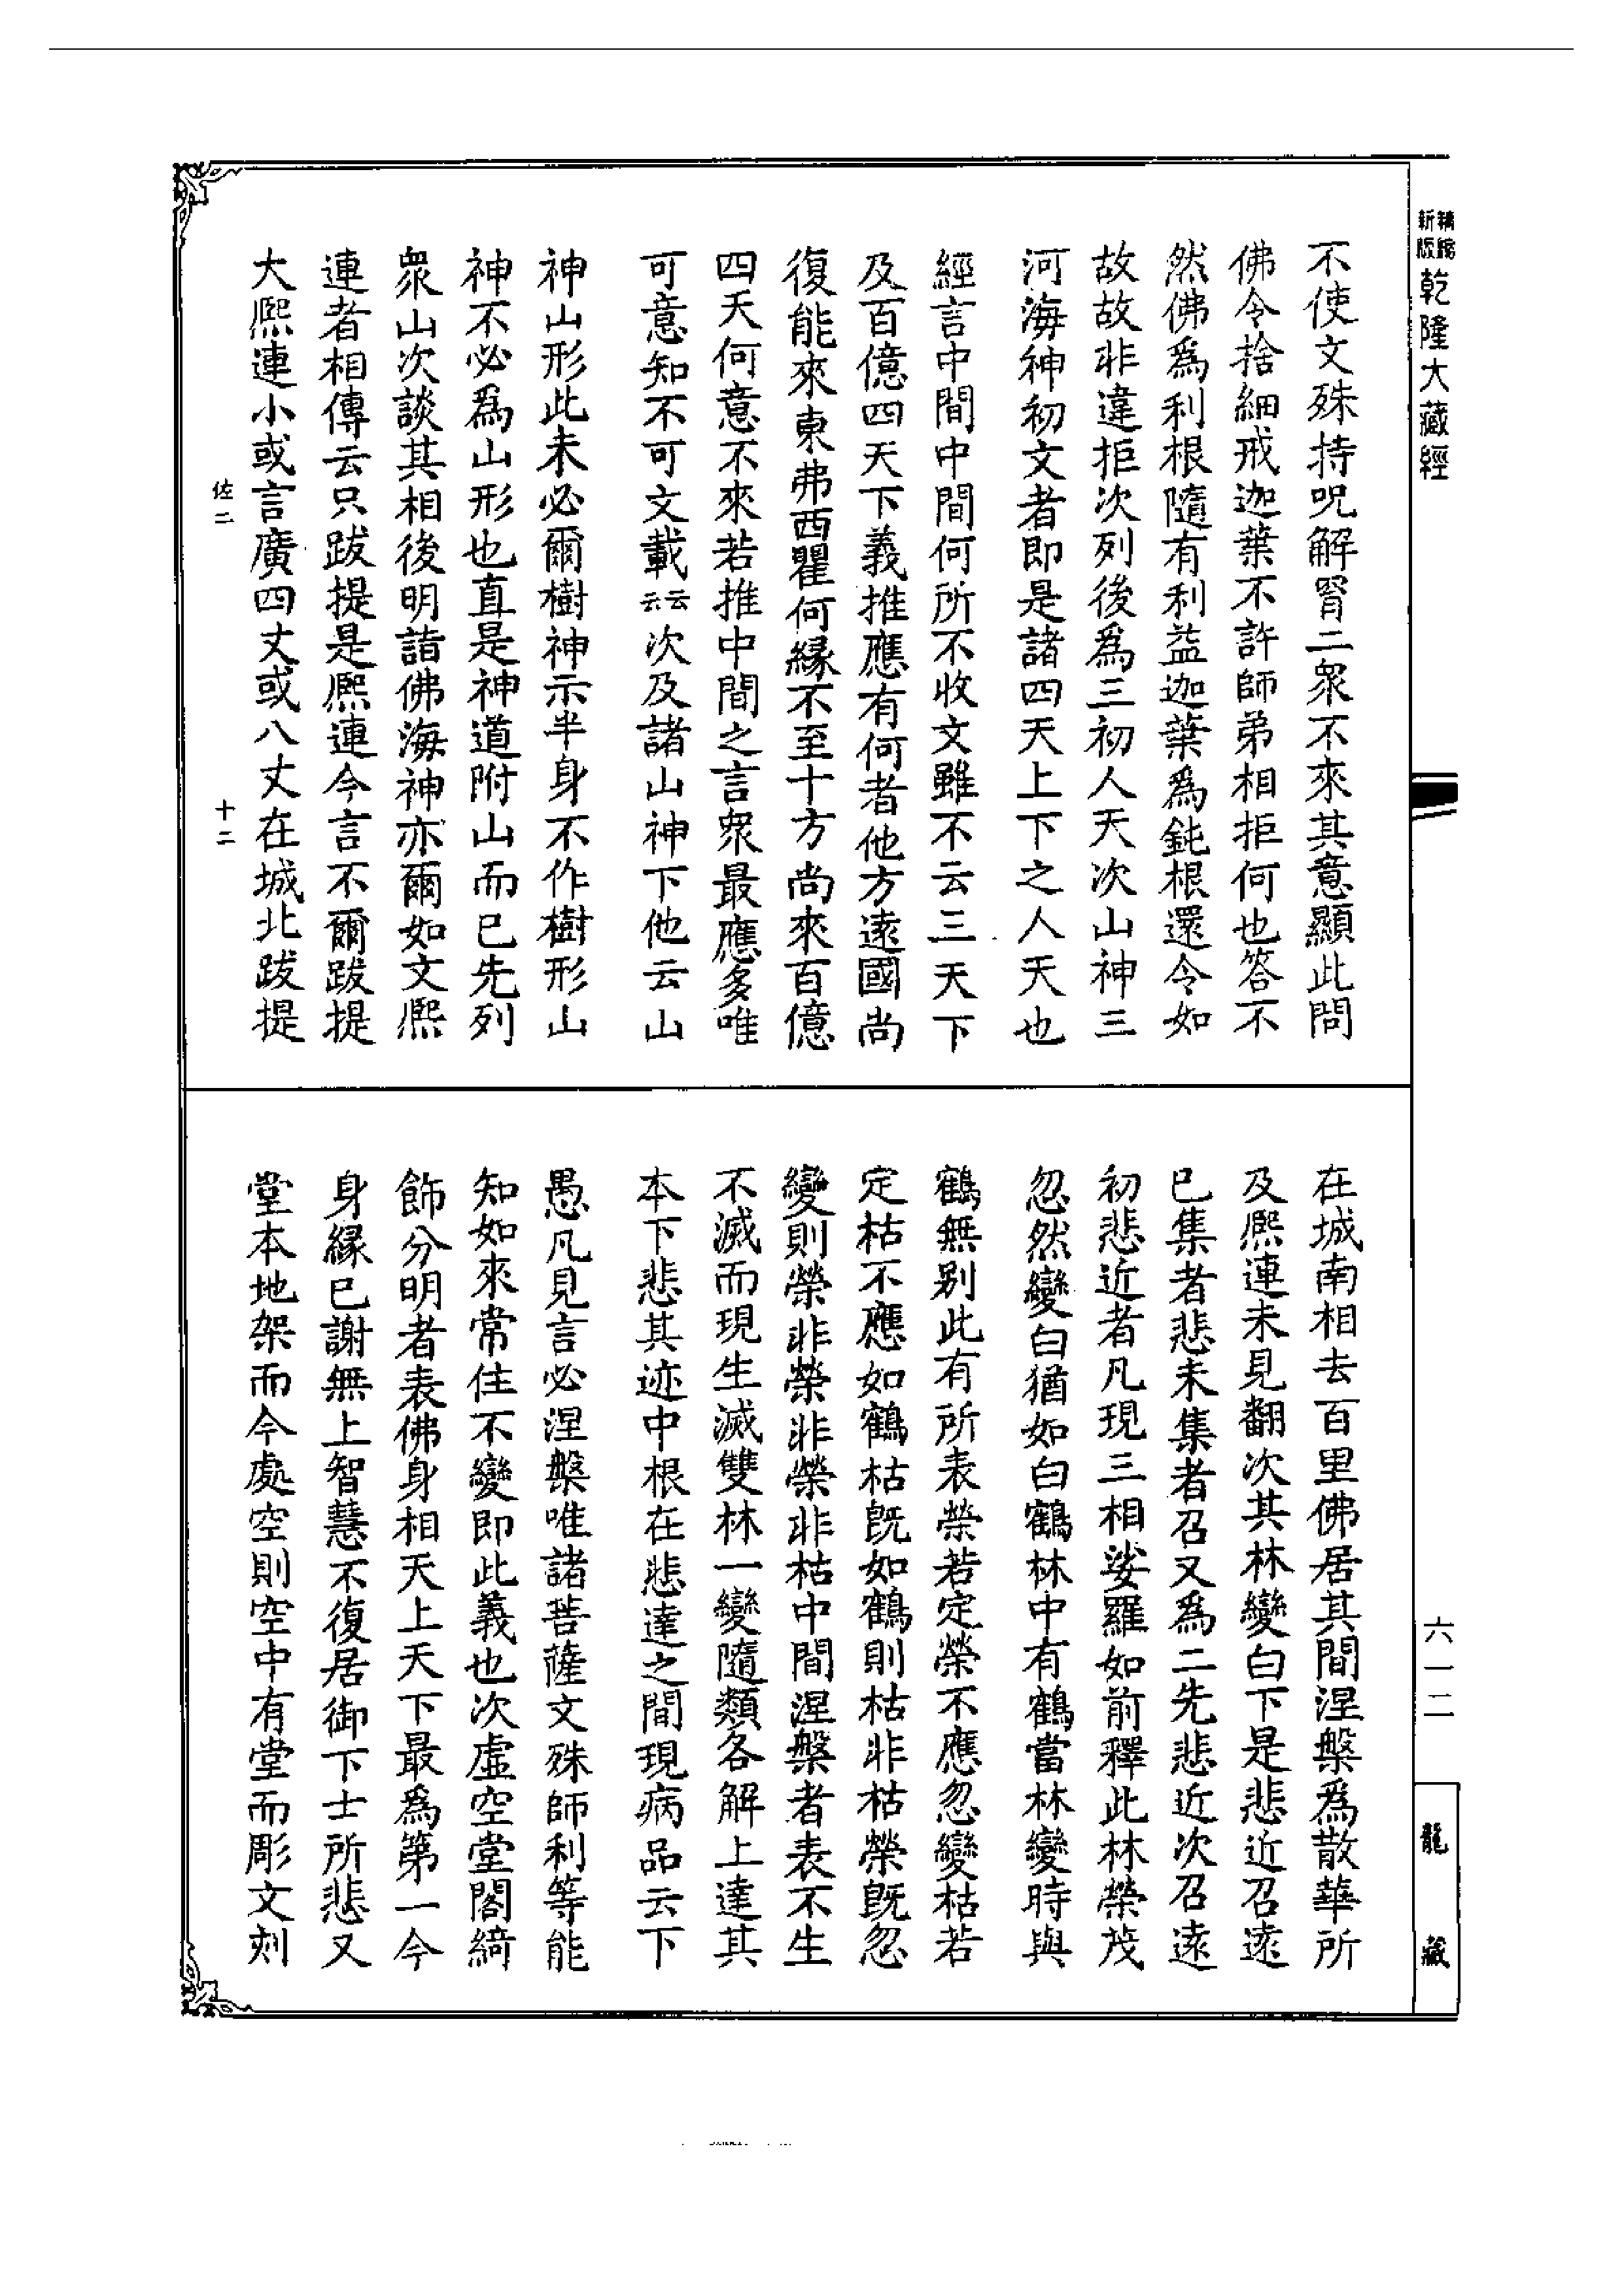 精縮新版乾隆大藏經
不使文殊持呪解腎二衆不來其意顯此問
佛令捨細戒迦葉不許師弟相拒何也答不
然佛爲利根隨有利益迦葉爲鈍根還令如
故故非違拒次列後爲三初人天次山神三
河海神初文者即是諸四天上下之人天也
經言中間中間何所不收文雖不云三天下
及百億四天下義推應有何者他方遠國尚
復能來東弗西瞿何緣不至十方尚來百億
四天何意不來若推中間之言衆最應多唯
可意知不可文載云云次及諸山神下他云山
神山形此未必爾樹神示半身不作樹形山
神不必爲山形也直是神道附山而已先列
衆山次談其相後明詣佛海神亦爾如文熈
連者相傳云只跋提是熈連今言不爾跋提
大熈連小或言廣四丈或八丈在城北跋提
佐二
十二
在城南相去百里佛居其間涅槃爲散華所
及熈連未見翻次其林變白下是悲近召遠
已集者悲未集者召又爲二先悲近次召遠
初悲近者凡現三相娑羅如前釋此林榮茂
忽然變白猶如白鶴林中有鶴當林變時與
鶴無别此有所表榮若定榮不應忽變枯若
定枯不應如鶴枯旣如鶴則枯非枯榮旣忽
變則榮非榮非榮非枯中間涅槃者表不生
不滅而現生滅雙林一變隨類各解上達其
本下悲其迹中根在悲達之間現病品云下
愚凡見言必涅槃唯諸菩薩文殊師利等能
知如來常住不變即此義也次虛空堂閣綺
飾分明者表佛身相天上天下最爲第一今
身緣已謝無上智慧不復居御下士所悲又
堂本地架而今處空則空中有堂而彫文刻
六一二
龍藏